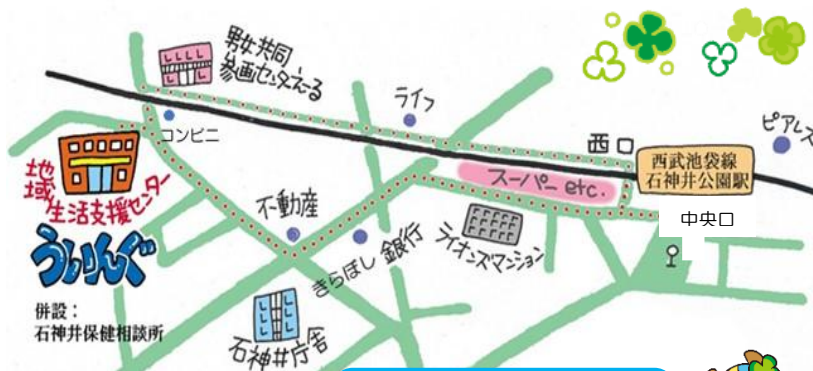 男女共同
参画センターえーる
ライフ
コンビニ
西口
ピアレス
西武池袋線
石神井公園駅
スーパー etc.
中央口
地域
生活支援センター
ういんぐ
不動産
きらぼし銀行
ライオンズマンション
併設：
石神井保健相談所
石神井庁舎